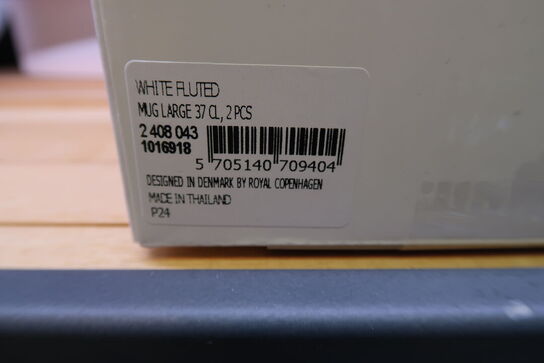 WHITE FLUTED
MUG LARGE 37 CL, 2 PCS
2 408 043
1016918
5 705140 709404
DESIGNED IN DENMARK BY ROYAL COPENHAGEN
MADE IN THAILAND
P24